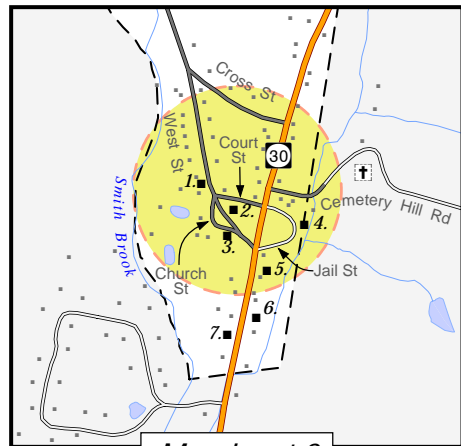 Cross St
West St
Court
St
30
1.
2.
Cemetery Hill Rd
Smith Brook
3.
4.
Church
St
5.
Jail St
6.
7.